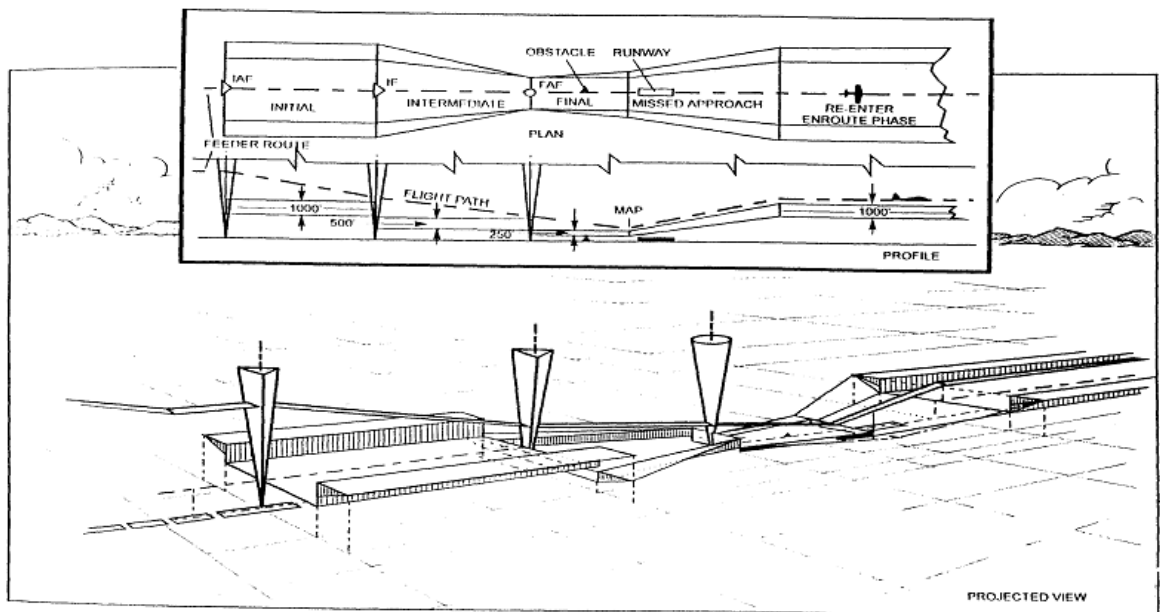 OBSTACLE RUNWAY
IAF
IF
FAF
INITIAL
INTERMEDIATE
FINAL
MISSED APPROACH
RE-ENTER
ENROUTE PHASE
PLAN
FEEDER ROUTE
FLIGHT PATH
1000'
500'
250'
MAP
1000'
PROFILE
PROJECTED VIEW